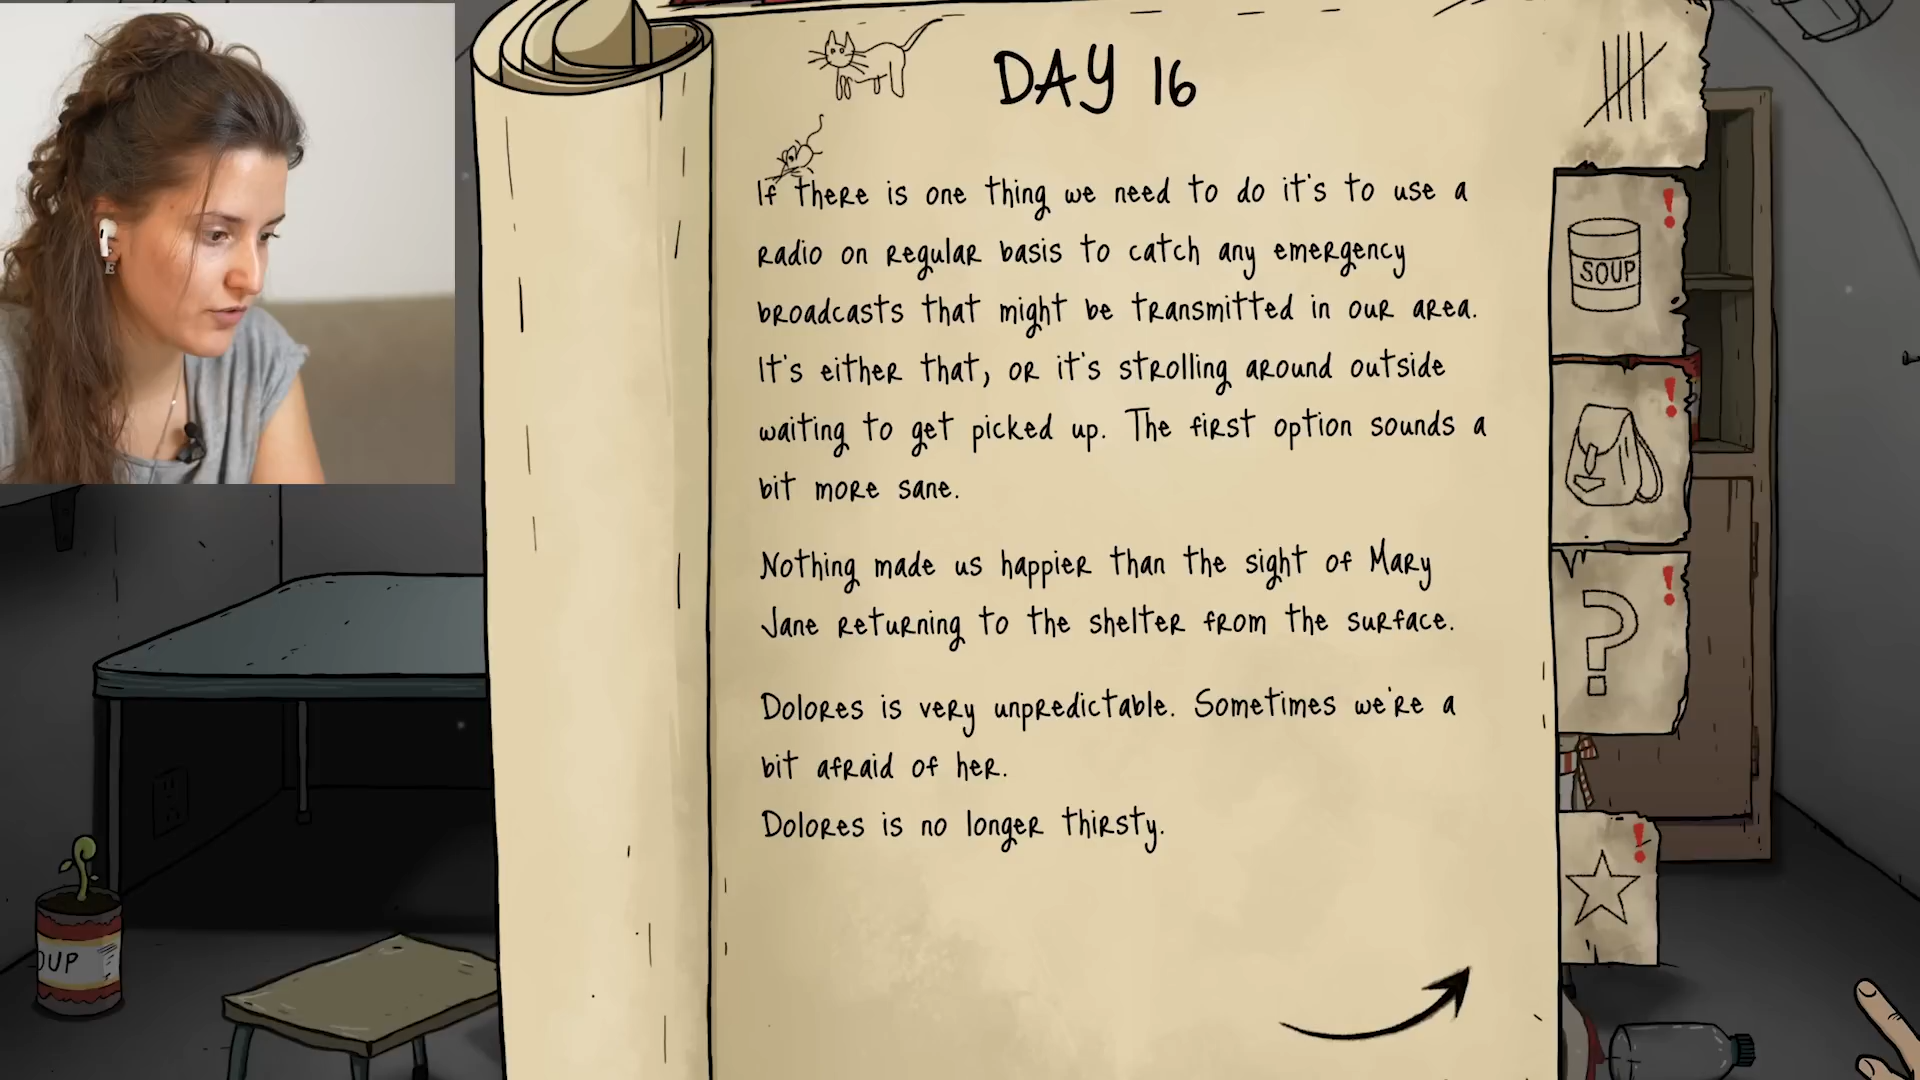 DAY 16
If there is one thing we need to do it's to use a
radio on regular basis to catch any emergency
broadcasts that might be transmitted in our area.
It's either that, or it's strolling around outside
waiting to get picked up. The first option sounds a
bit more sane.
Nothing made us happier than the sight of Mary
Jane returning to the shelter from the surface.
Dolores is very unpredictable. Sometimes we're a
bit afraid of her.
Dolores is no longer thirsty.
!
SOUP
!
!
?
!
OUP
E